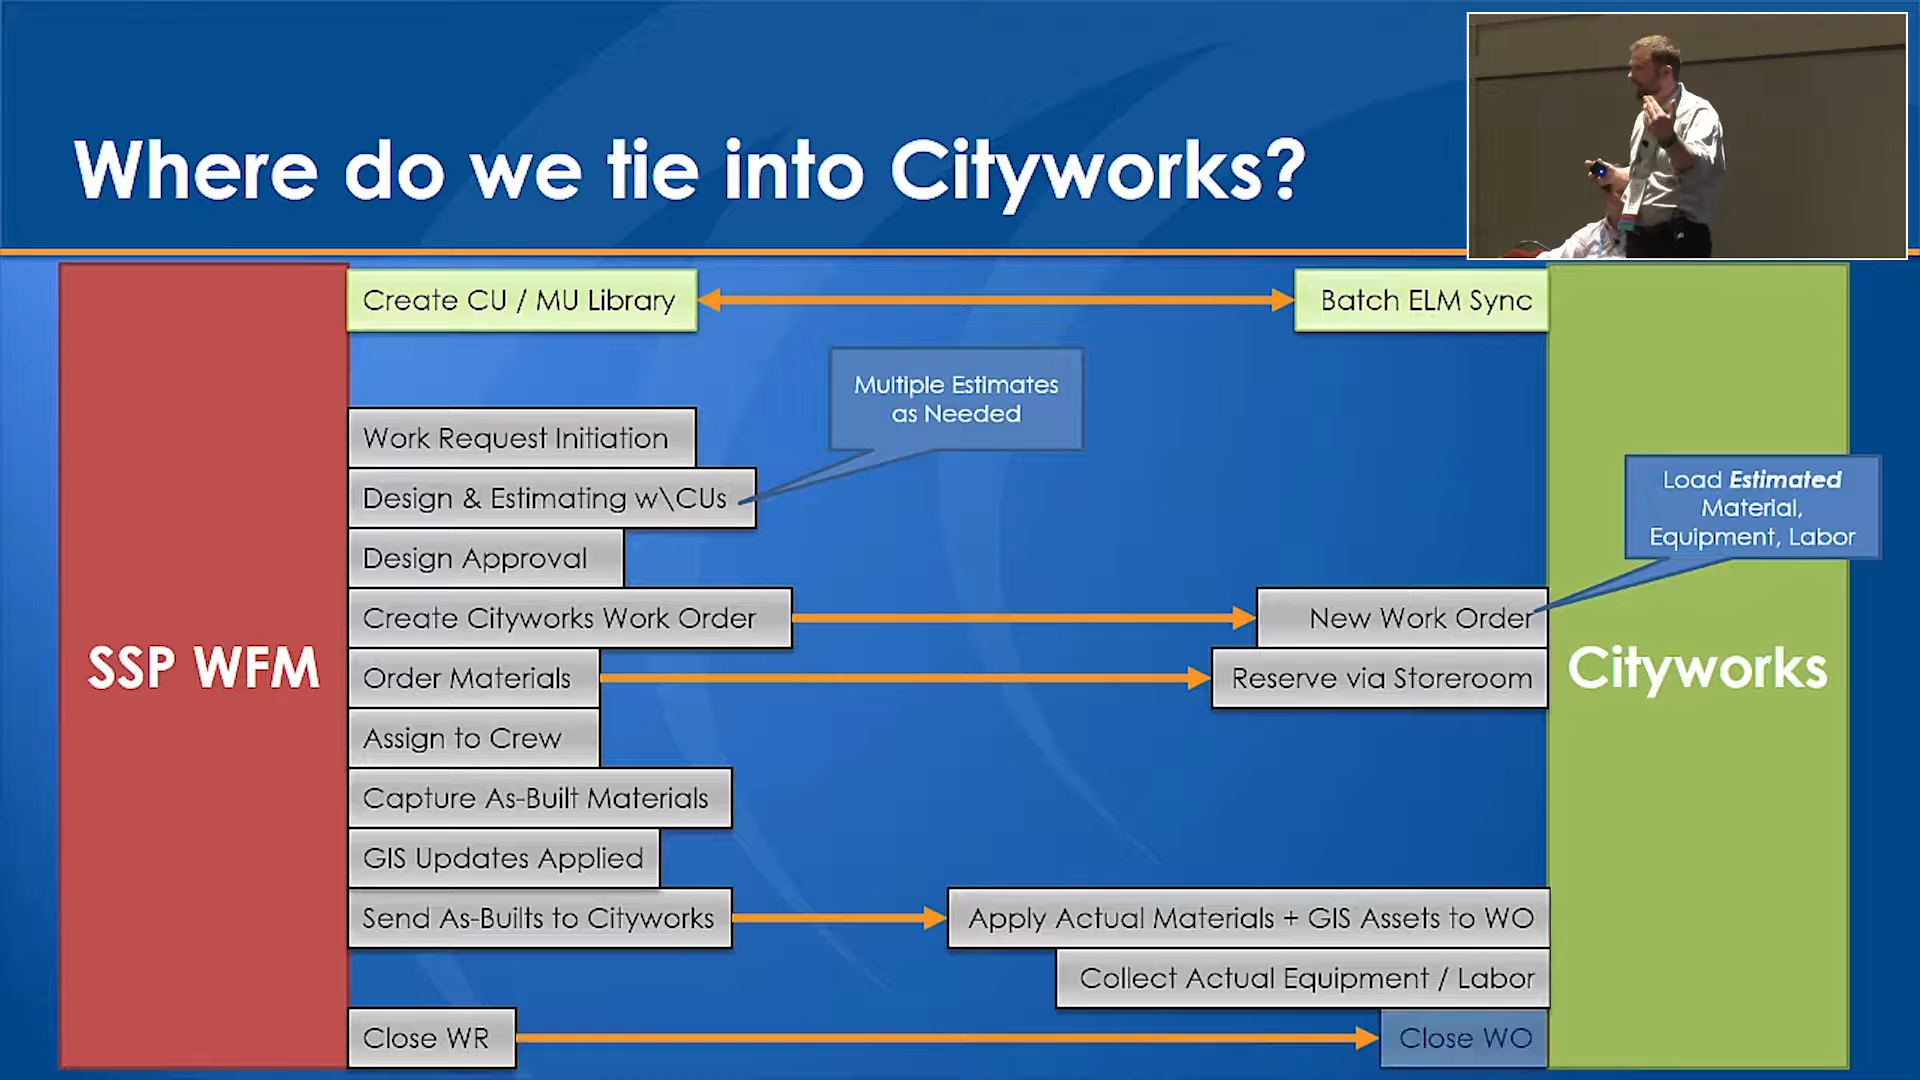 Where do we tie into Cityworks?
Create CU / MU Library
Batch ELM Sync
Multiple Estimates
as Needed
Work Request Initiation
Design & Estimating w\CUs
Load Estimated
Material,
Equipment, Labor
Design Approval
Create Cityworks Work Order
New Work Order
SSP WFM
Order Materials
Reserve via Storeroom
Cityworks
Assign to Crew
Capture As-Built Materials
GIS Updates Applied
Send As-Builts to Cityworks
Apply Actual Materials + GIS Assets to WO
Collect Actual Equipment / Labor
Close WR
Close WO